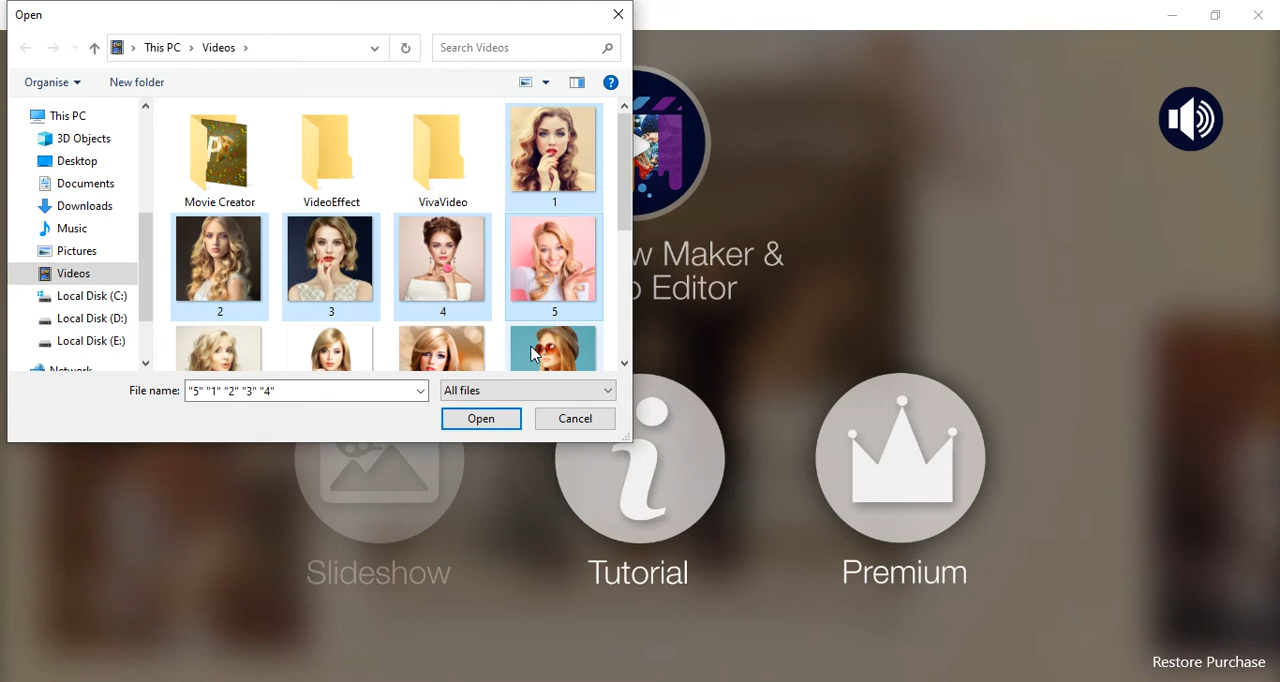 Open
This PC > Videos >
Search Videos
Organise
New folder
This PC
3D Objects
Desktop
Documents
Downloads
Music
Pictures
Videos
Local Disk (C:)
Local Disk (D:)
Local Disk (E:)
Network
Movie Creator
VideoEffect
VivaVideo
1
2
3
4
5
File name: "5" "1" "2" "3" "4"
All files
Open
Cancel
w Maker &
Editor
Slideshow
Tutorial
Premium
Restore Purchase